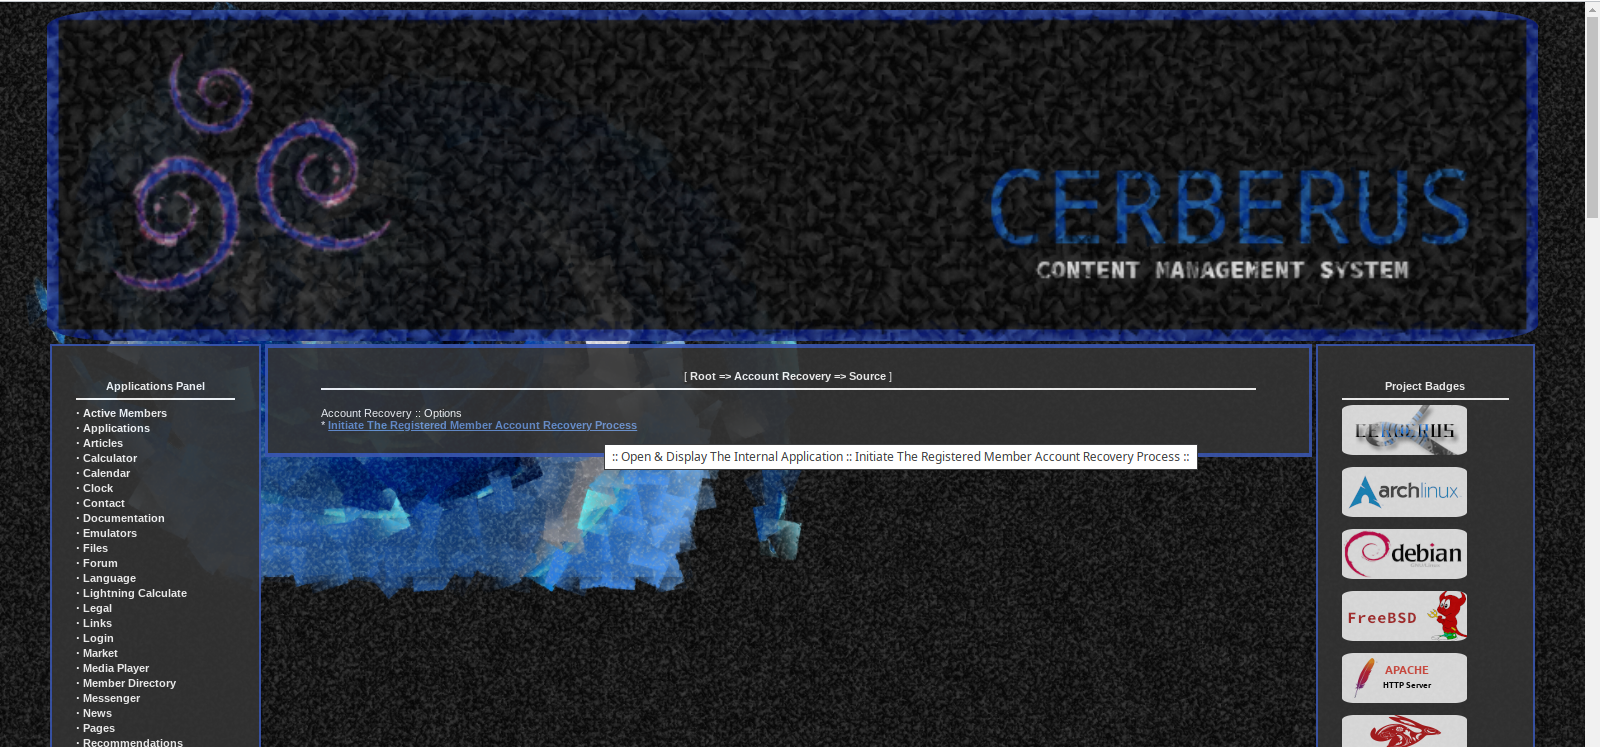 CERBERUS
CONTENT MANAGEMENT SYSTEM
Applications Panel
· Active Members
· Applications
· Articles
· Calculator
· Calendar
· Clock
· Contact
· Documentation
· Emulators
· Files
· Forum
· Language
· Lightning Calculate
· Legal
· Links
· Login
· Market
· Media Player
· Member Directory
· Messenger
· News
· Pages
· Recommendations
[ Root => Account Recovery => Source ]
Account Recovery :: Options
* Initiate The Registered Member Account Recovery Process
:: Open & Display The Internal Application :: Initiate The Registered Member Account Recovery Process ::
Project Badges
CERBERUS
archlinux
debian
FreeBSD
APACHE
HTTP Server